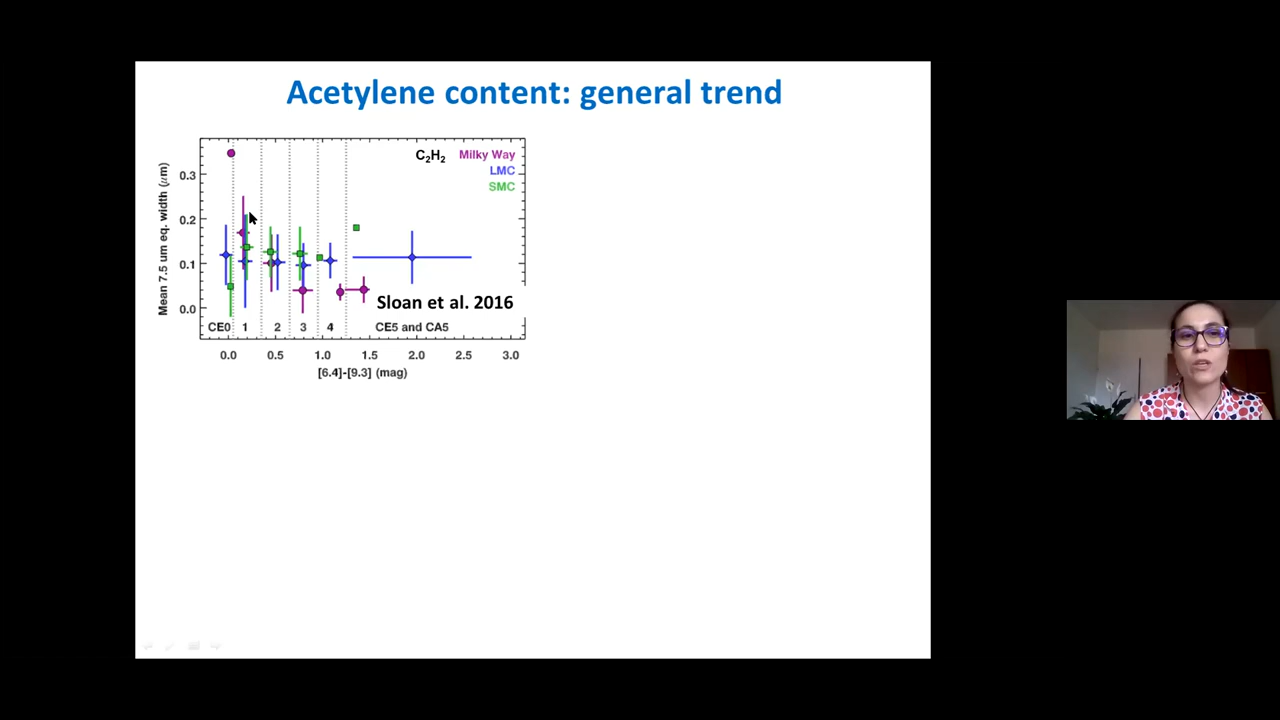 Acetylene content: general trend
C₂H₂ Milky Way
LMC
SMC
Mean 7.5 um eq. width (μm)
0.3
0.2
0.1
0.0
Sloan et al. 2016
CE0 1 2 3 4 CE5 and CA5
0.0 0.5 1.0 1.5 2.0 2.5 3.0
[6.4]-[9.3] (mag)